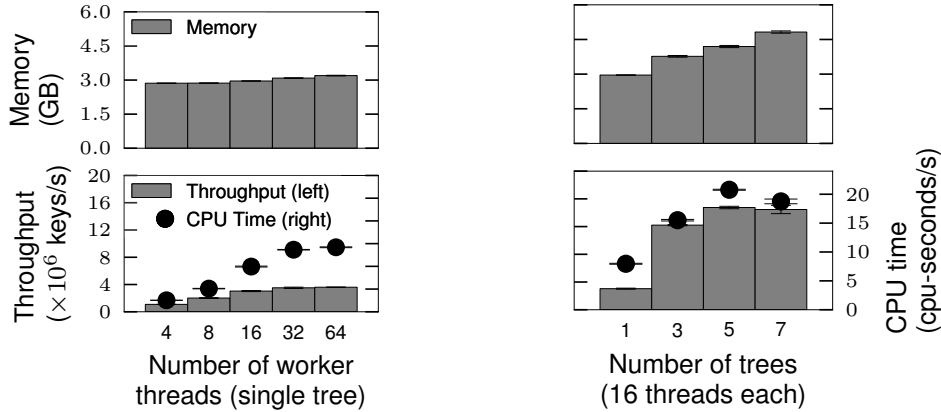 6.0
4.5
3.0
1.5
0.0
Memory
(GB)
Memory
20
16
12
8
4
0
Throughput
(×10⁶ keys/s)
Throughput (left)
CPU Time (right)
4 8 16 32 64
Number of worker
threads (single tree)
20
15
10
5
0
CPU time
(cpu-seconds/s)
1 3 5 7
Number of trees
(16 threads each)